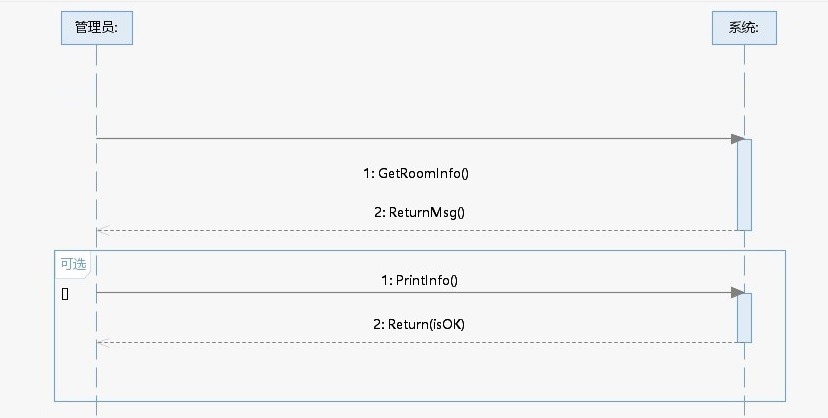 管理员:
系统:
1: GetRoomInfo()
2: ReturnMsg()
可选
1: PrintInfo()
[]
2: Return(isOK)